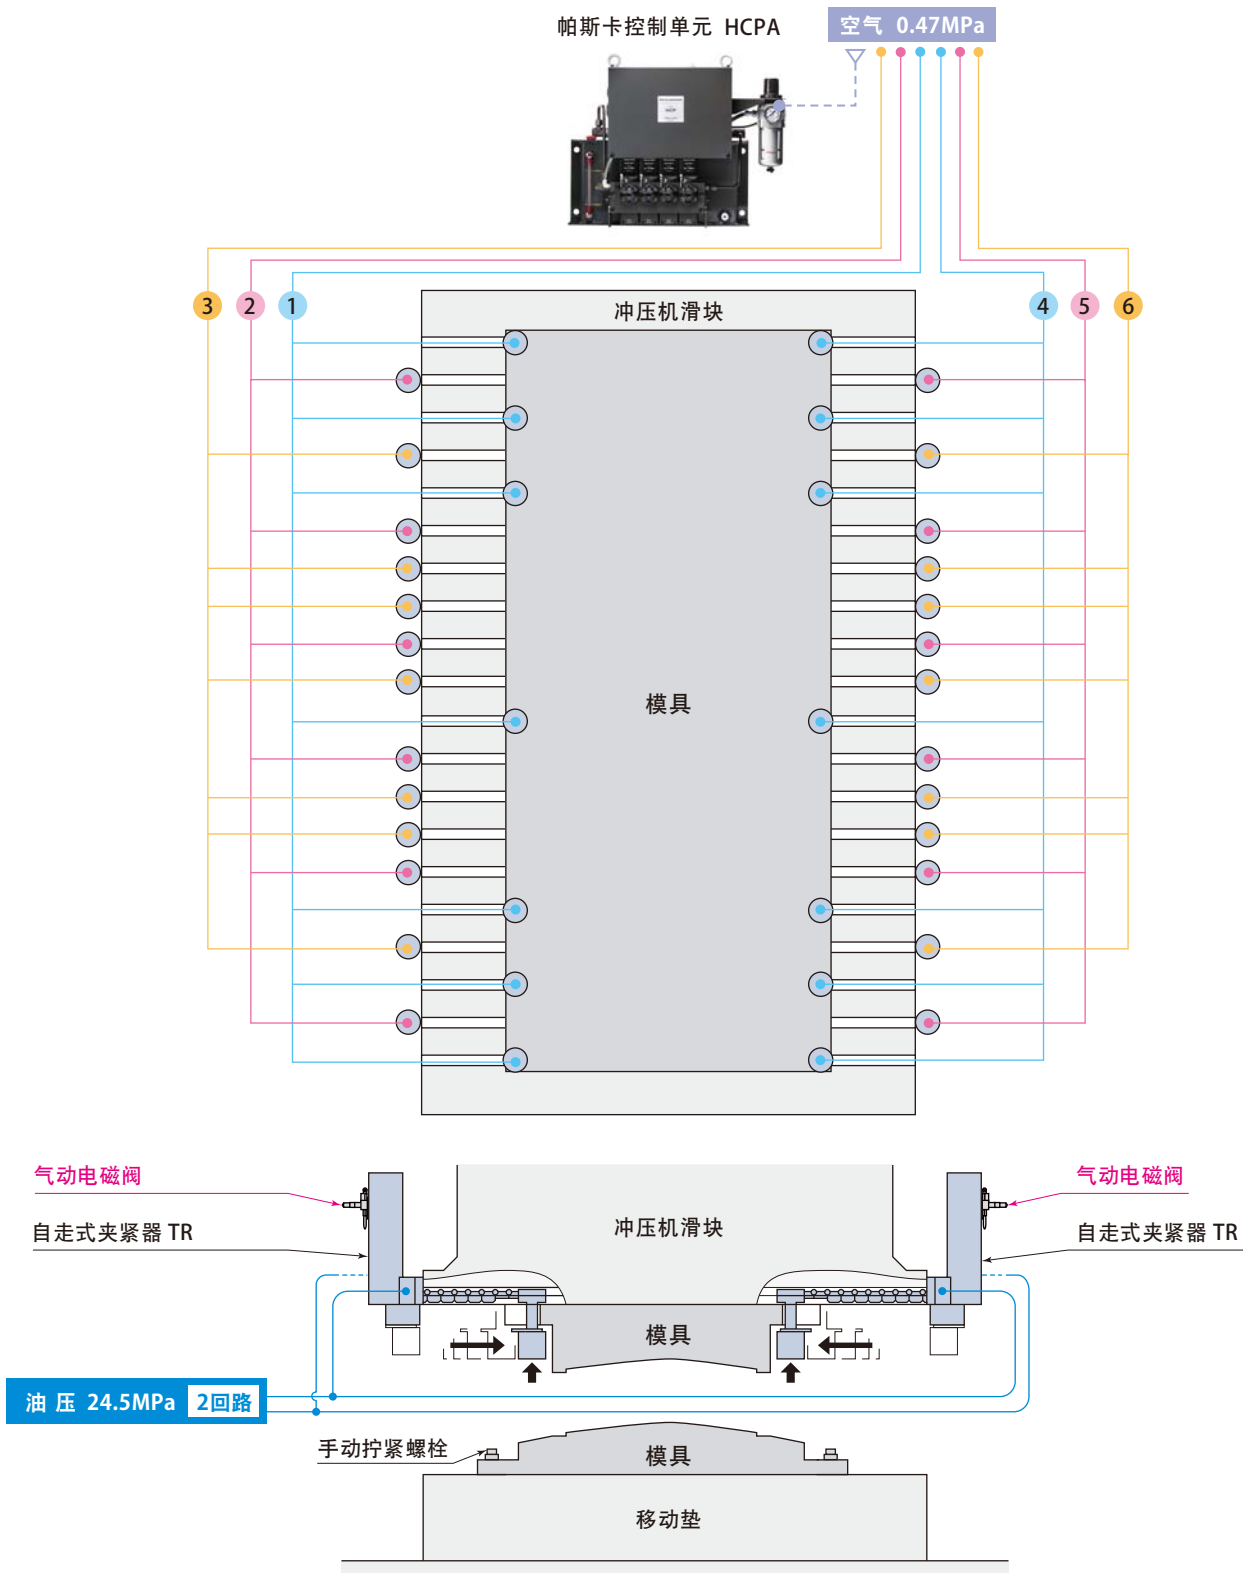 帕斯卡控制单元 HCPA
空气 0.47MPa
3
2
1
4
5
6
冲压机滑块
模具
气动电磁阀
气动电磁阀
自走式夹紧器 TR
冲压机滑块
自走式夹紧器 TR
模具
油 压 24.5MPa 2回路
手动拧紧螺栓
模具
移动垫